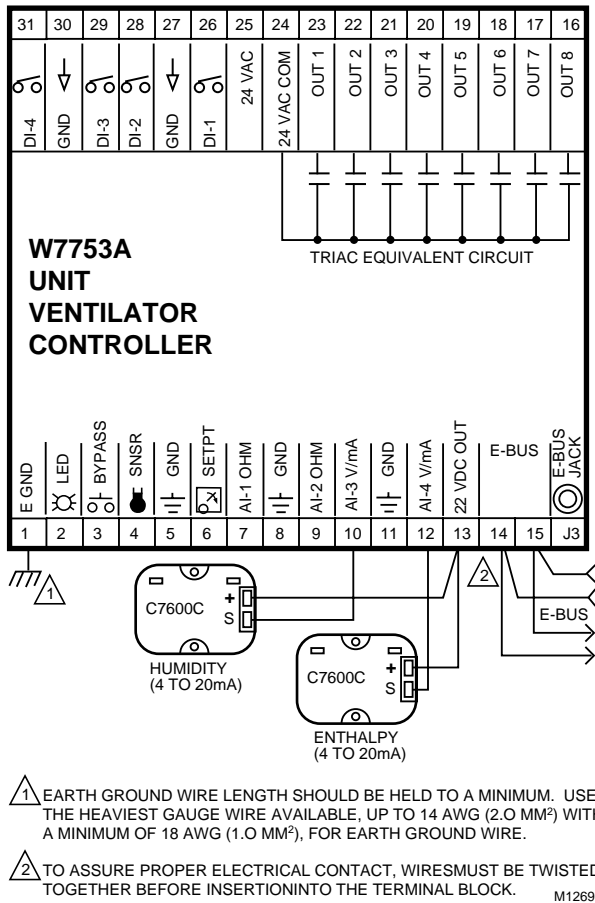 31 30 29 28 27 26 25 24 23 22 21 20 19 18 17 16
DI-4
GND
DI-3
DI-2
GND
DI-1
24 VAC
24 VAC COM
OUT 1
OUT 2
OUT 3
OUT 4
OUT 5
OUT 6
OUT 7
OUT 8
TRIAC EQUIVALENT CIRCUIT
W7753A
UNIT
VENTILATOR
CONTROLLER
E GND
LED
BYPASS
SNSR
GND
SETPT
AI-1 OHM
GND
AI-2 OHM
AI-3 V/mA
GND
AI-4 V/mA
22 VDC OUT
E-BUS
E-BUS
JACK
1 2 3 4 5 6 7 8 9 10 11 12 13 14 15 J3
1
2
C7600C
+
S
E-BUS
HUMIDITY
(4 TO 20mA)
C7600C
+
S
ENTHALPY
(4 TO 20mA)
1 EARTH GROUND WIRE LENGTH SHOULD BE HELD TO A MINIMUM. USE
THE HEAVIEST GAUGE WIRE AVAILABLE, UP TO 14 AWG (2.O MM²) WITH
A MINIMUM OF 18 AWG (1.O MM²), FOR EARTH GROUND WIRE.
2 TO ASSURE PROPER ELECTRICAL CONTACT, WIRESMUST BE TWISTED
TOGETHER BEFORE INSERTIONINTO THE TERMINAL BLOCK.
M1269